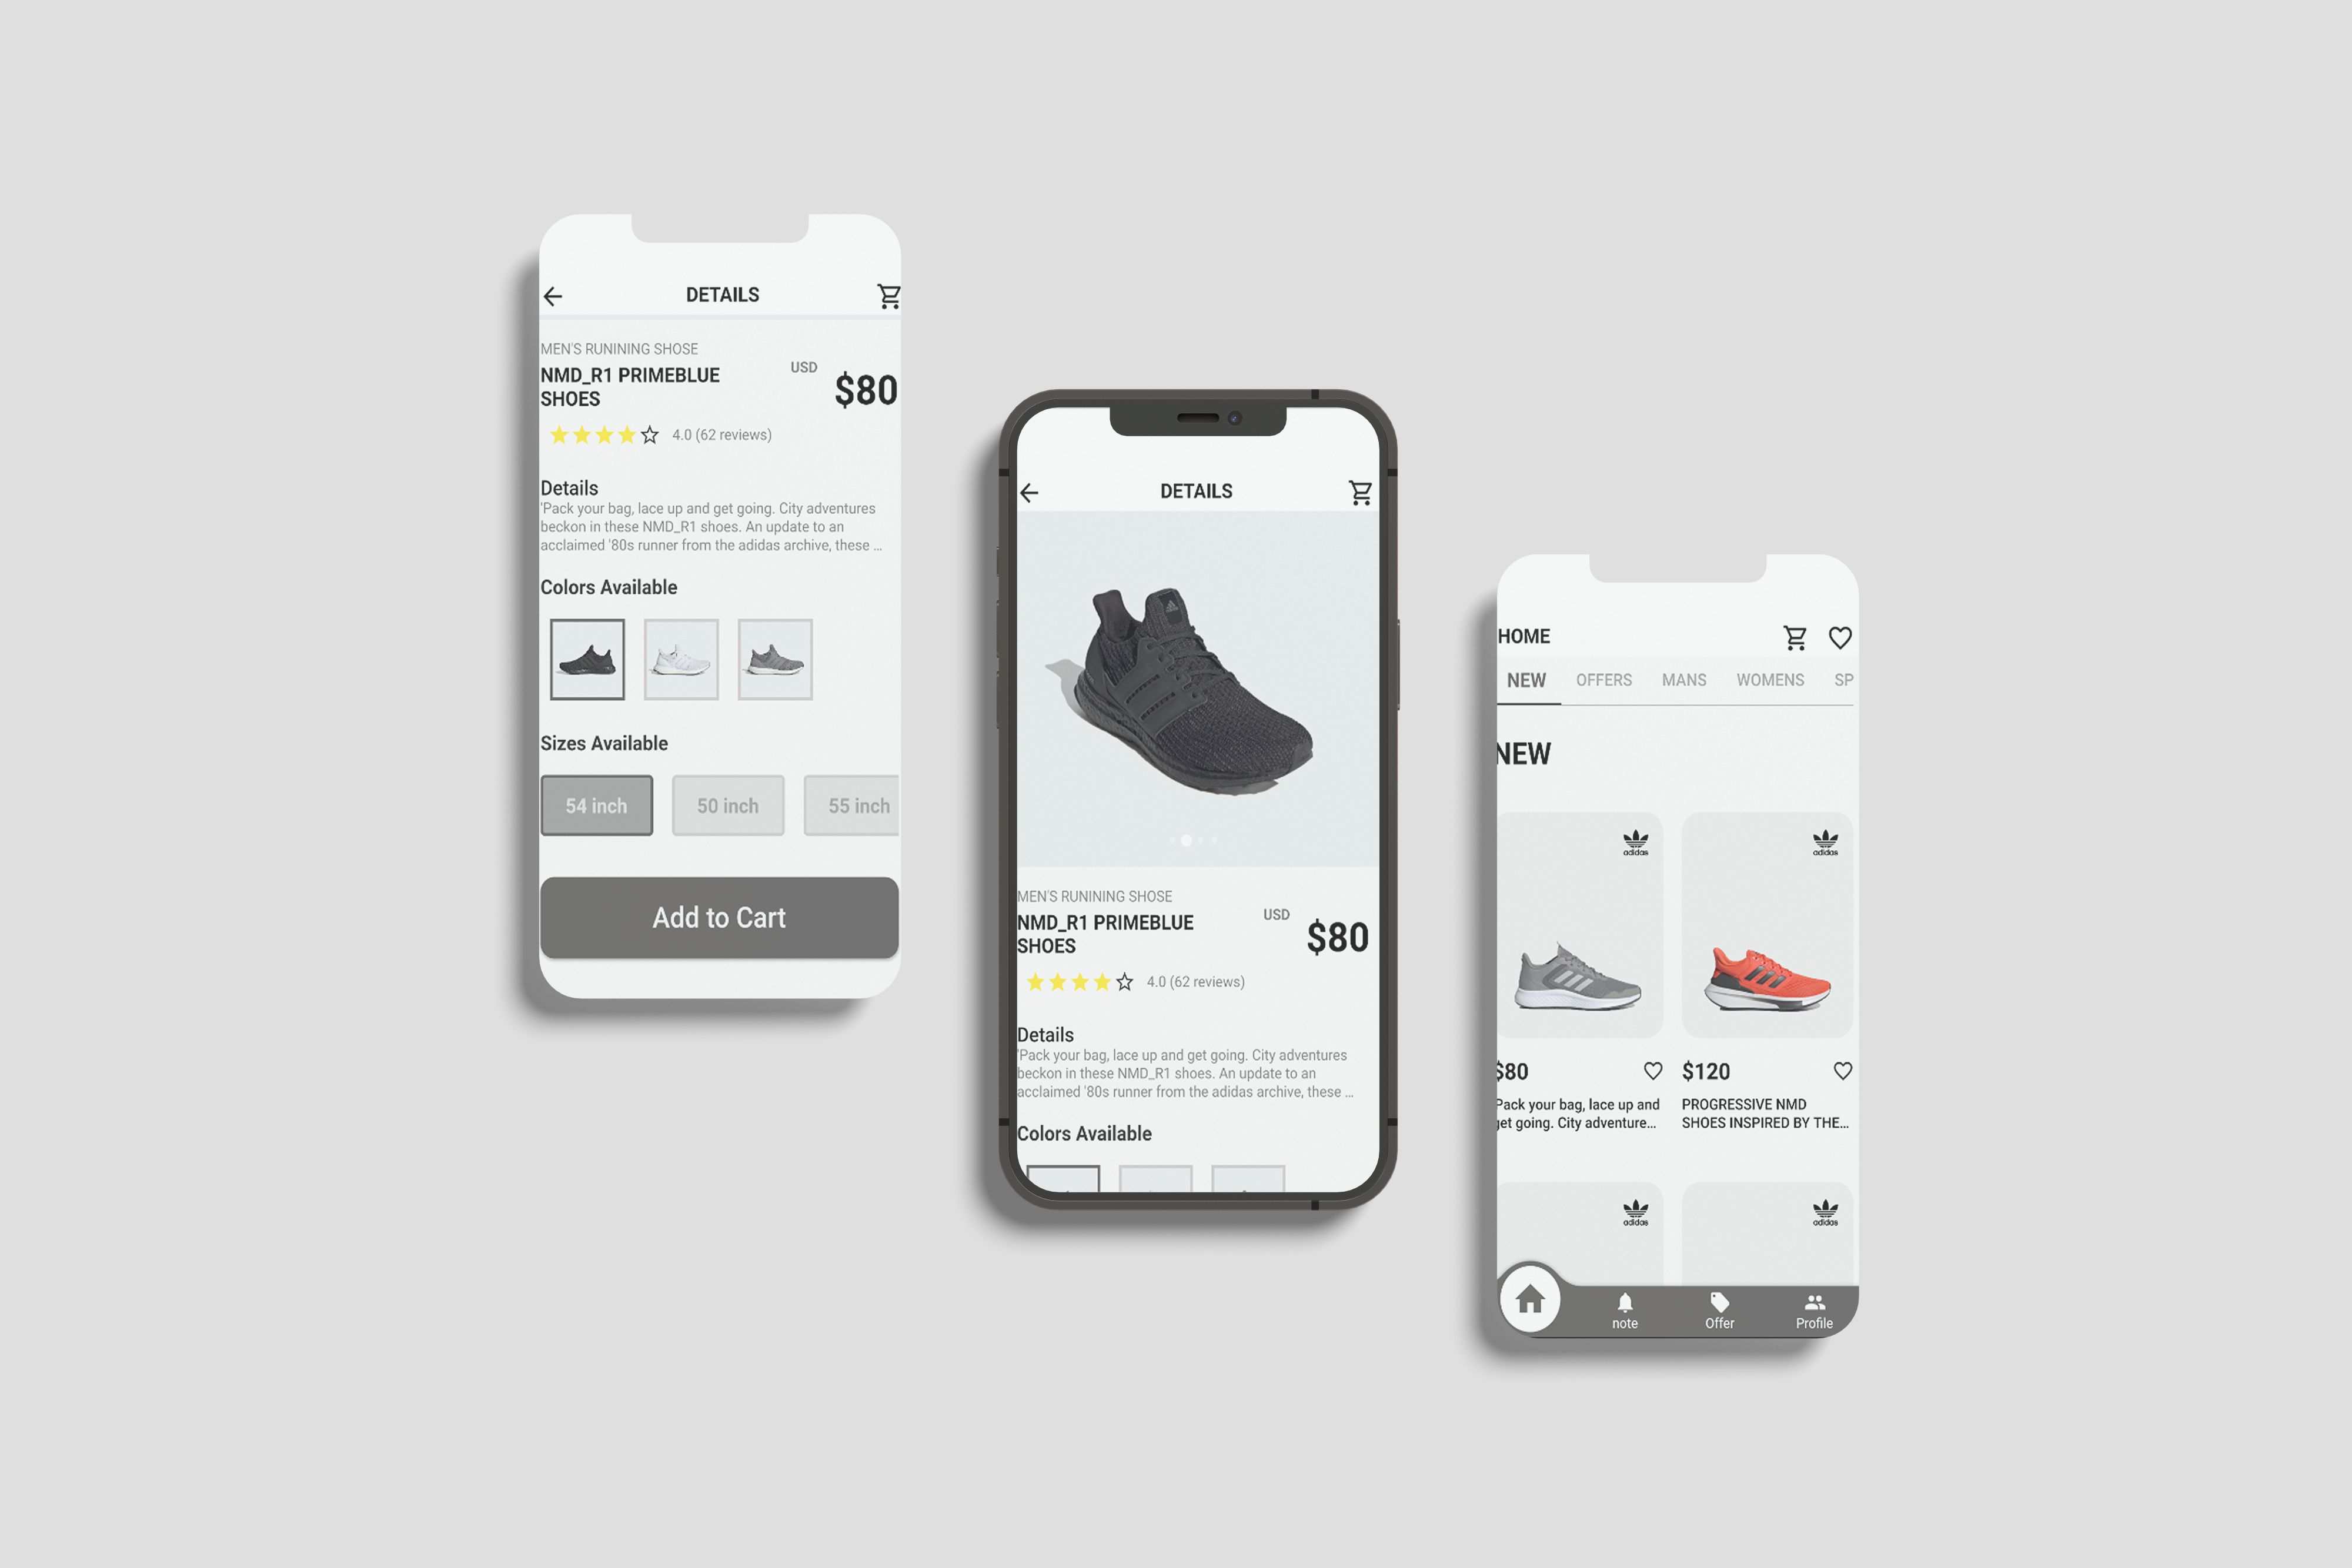 DETAILS
MEN'S RUNINING SHOSE
NMD_R1 PRIMEBLUE
SHOES
USD
$80
4.0 (62 reviews)
Details
'Pack your bag, lace up and get going. City adventures
beckon in these NMD_R1 shoes. An update to an
acclaimed '80s runner from the adidas archive, these ...
Colors Available
Sizes Available
54 inch 50 inch 55 inch
Add to Cart
DETAILS
MEN'S RUNINING SHOSE
NMD_R1 PRIMEBLUE
SHOES
USD
$80
4.0 (62 reviews)
Details
'Pack your bag, lace up and get going. City adventures
beckon in these NMD_R1 shoes. An update to an
acclaimed '80s runner from the adidas archive, these ...
Colors Available
HOME
NEW OFFERS MANS WOMENS SP
NEW
adidas
adidas
$80
Pack your bag, lace up and
get going. City adventure...
$120
PROGRESSIVE NMD
SHOES INSPIRED BY THE...
adidas
adidas
note Offer Profile